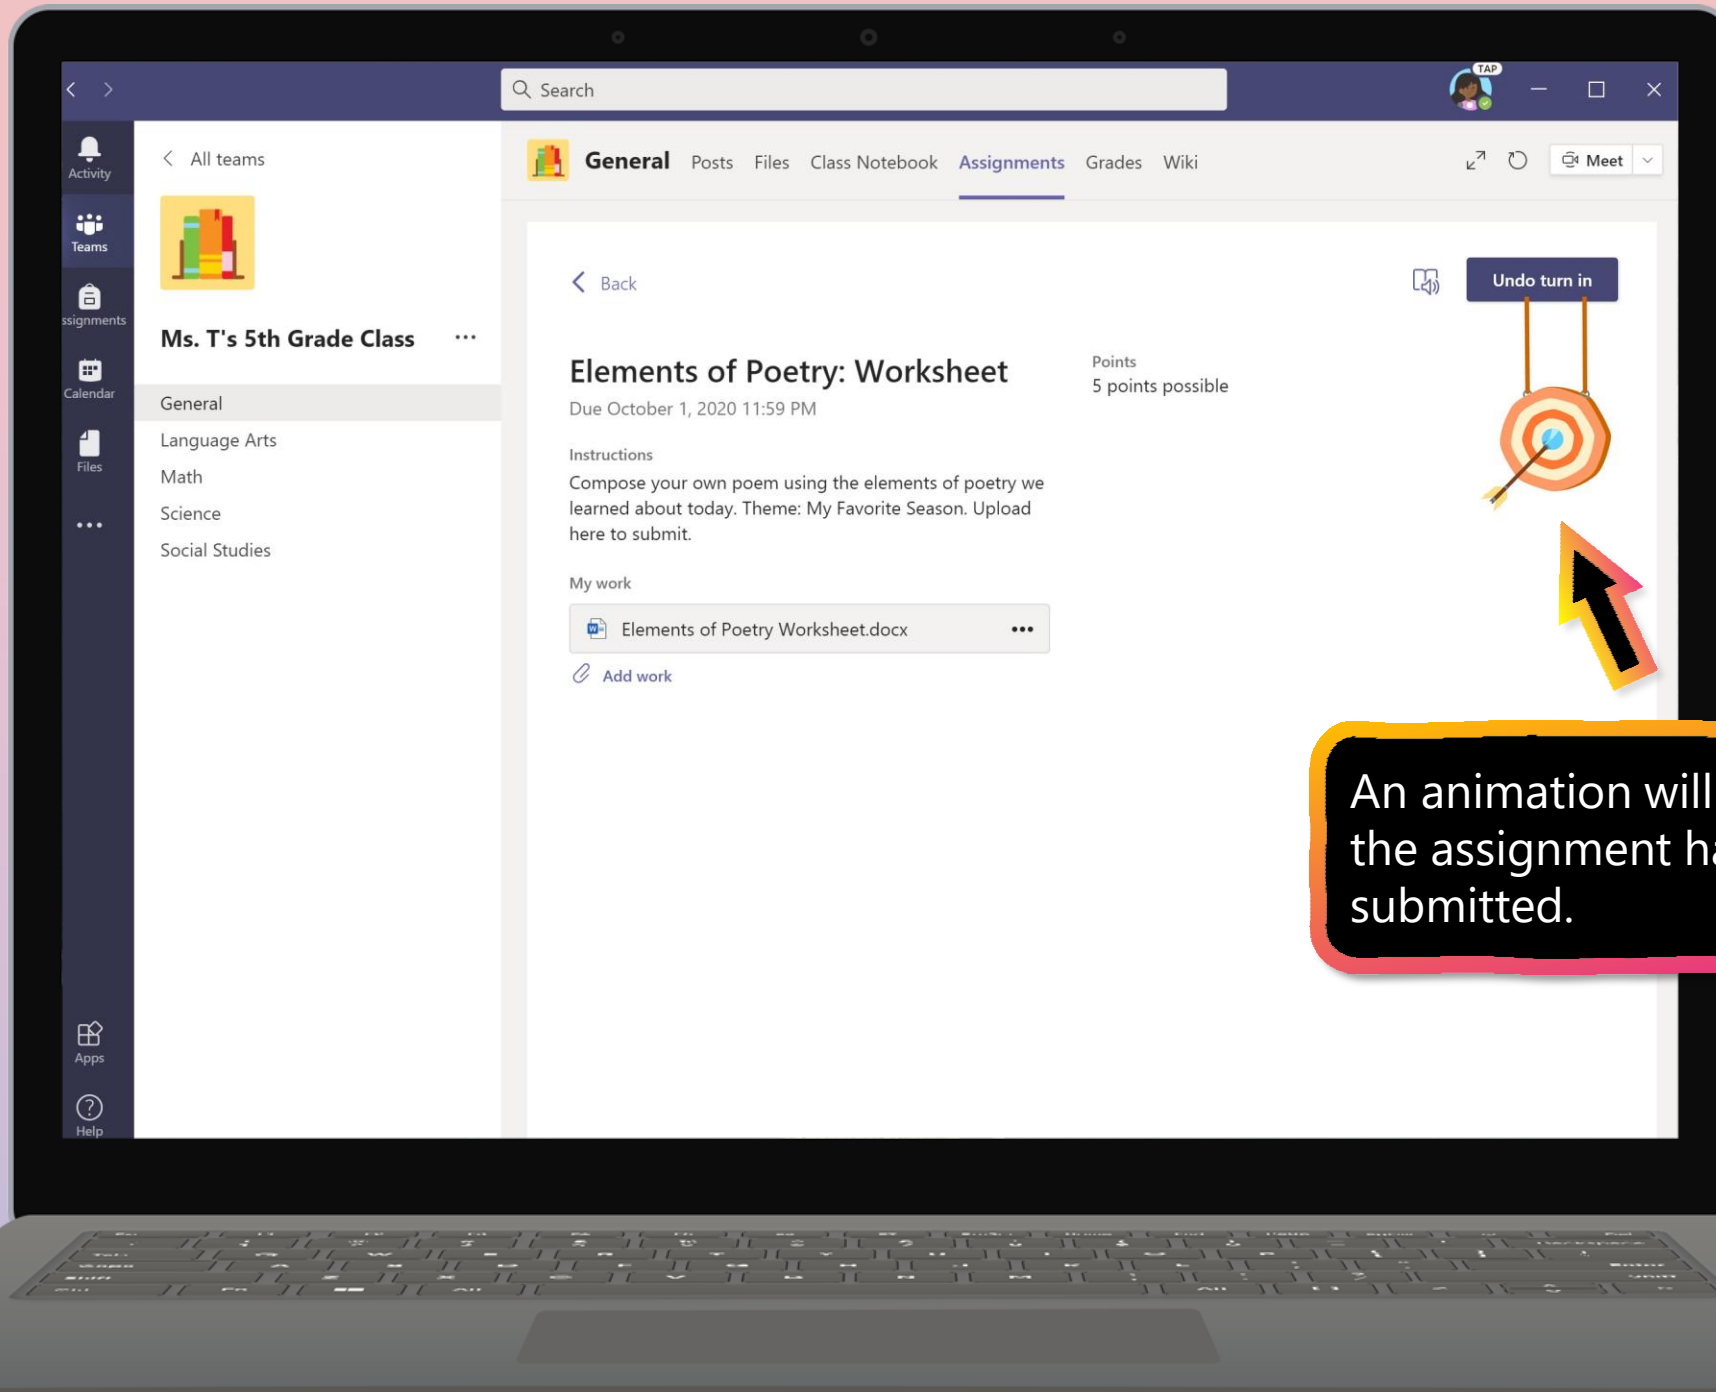 Search
TAP
Activity
Teams
ssignments
Calendar
Files
Apps
Help
All teams
Ms. T's 5th Grade Class
General
Language Arts
Math
Science
Social Studies
General Posts Files Class Notebook Assignments Grades Wiki
Meet
Back
Undo turn in
Elements of Poetry: Worksheet
Due October 1, 2020 11:59 PM
Points
5 points possible
Instructions
Compose your own poem using the elements of poetry we
learned about today. Theme: My Favorite Season. Upload
here to submit.
My work
Elements of Poetry Worksheet.docx
Add work
An animation will
the assignment ha
submitted.